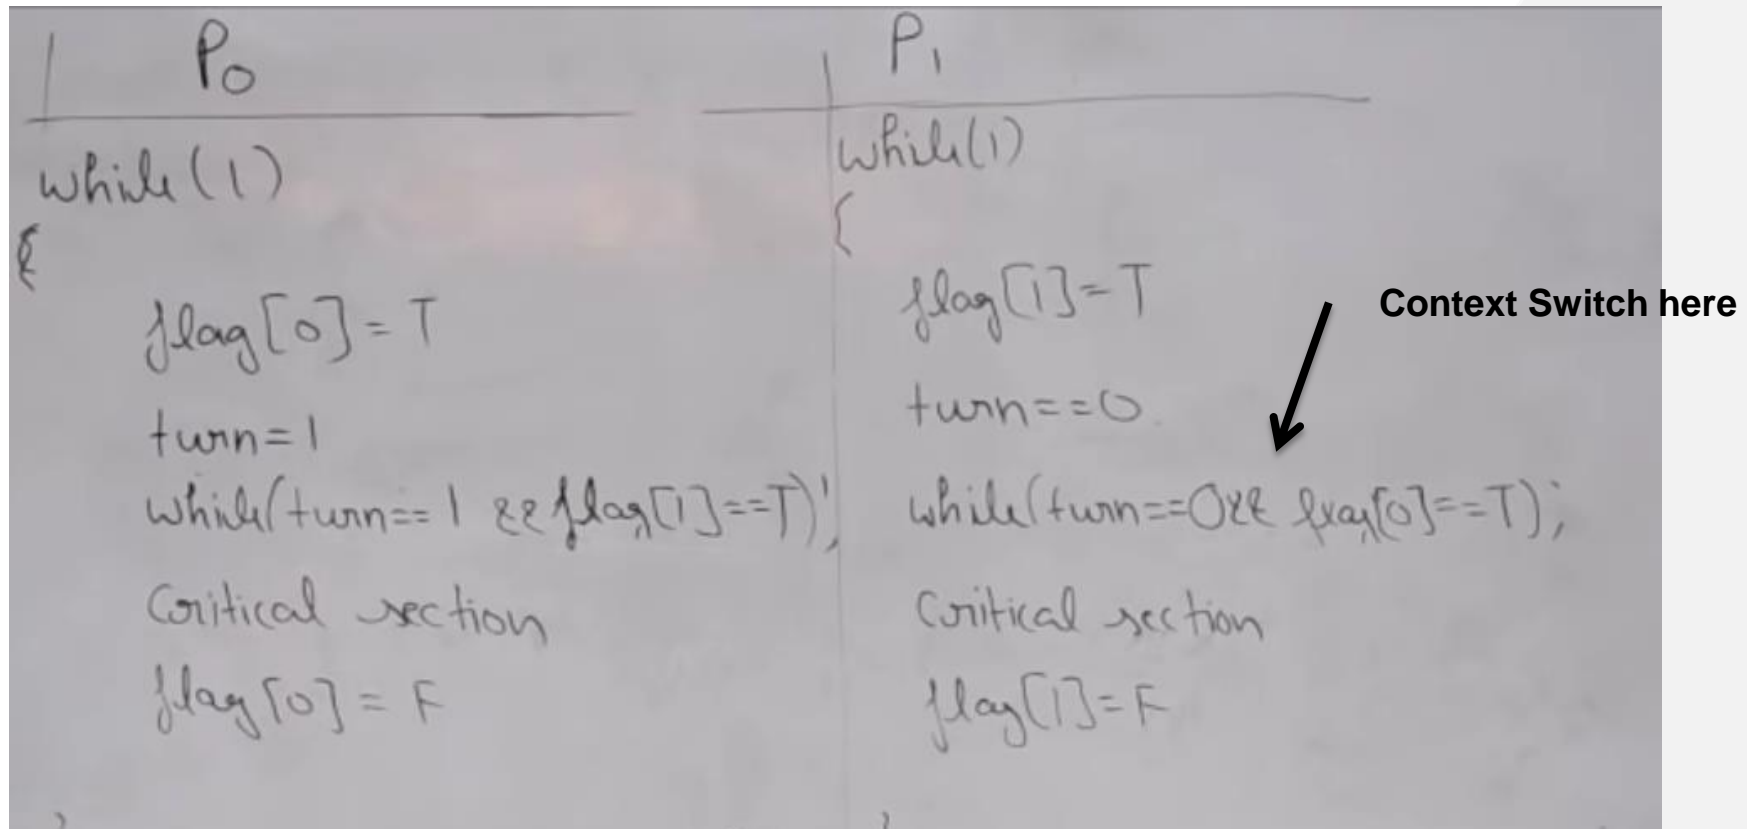 P0
while(1)
{
flag[0]=T
turn=1
while(turn==1 && flag[1]==T);
Critical section
flag[0]=F
P1
while(1)
{
flag[1]=T
turn==0
while(turn==0&& flag[0]==T);
Critical section
flag[1]=F
Context Switch here